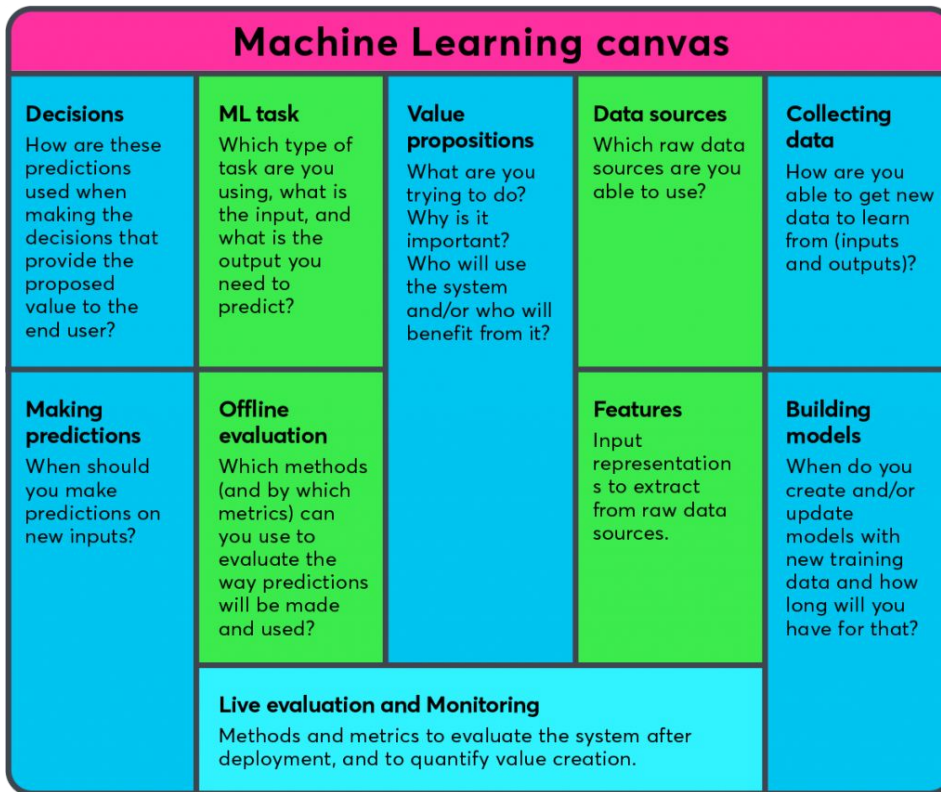 Machine Learning canvas
Decisions
How are these
predictions
used when
making the
decisions that
provide the
proposed
value to the
end user?
ML task
Which type of
task are you
using, what is
the input, and
what is the
output you
need to
predict?
Value
propositions
What are you
trying to do?
Why is it
important?
Who will use
the system
and/or who will
benefit from it?
Data sources
Which raw data
sources are you
able to use?
Collecting
data
How are you
able to get new
data to learn
from (inputs
and outputs)?
Making
predictions
When should
you make
predictions on
new inputs?
Offline
evaluation
Which methods
(and by which
metrics) can
you use to
evaluate the
way predictions
will be made
and used?
Features
Input
representation
s to extract
from raw data
sources.
Building
models
When do you
create and/or
update
models with
new training
data and how
long will you
have for that?
Live evaluation and Monitoring
Methods and metrics to evaluate the system after
deployment, and to quantify value creation.